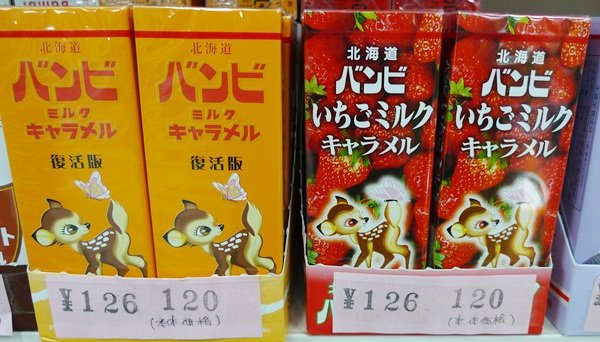 北海道
バンビ
ミルク
キャラメル
復活版
北海道
バンビ
ミルク
キャラメル
復活版
北海道
バンビ
いちごミルク
キャラメル
北海道
バンビ
いちごミルク
キャラメル
¥126 120
(本体価格)
¥126 120
(本体価格)